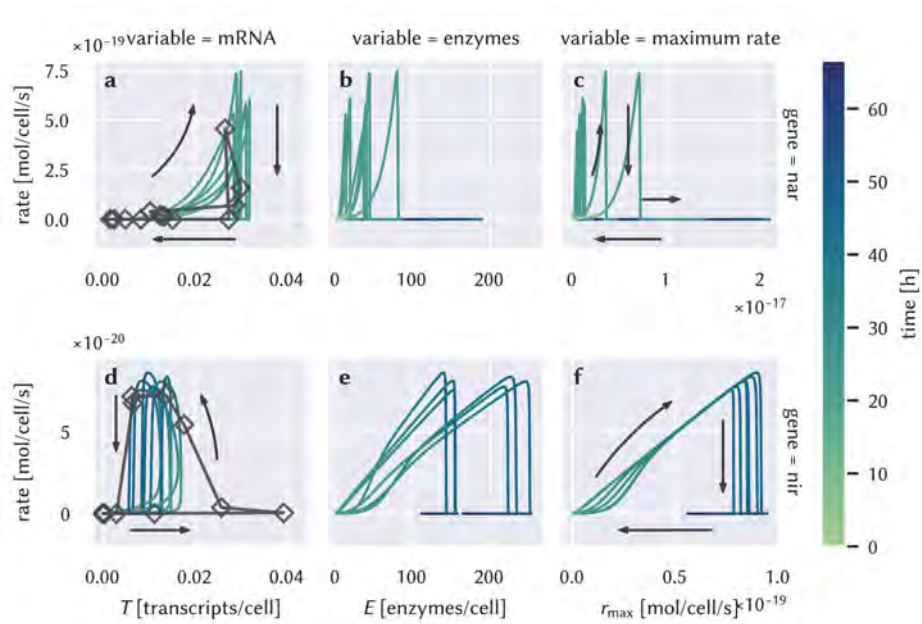 ×10−19 variable = mRNA variable = enzymes variable = maximum rate
a b c
7.5
5.0
2.5
0.0
rate [mol/cell/s]
gene = nar
0.00 0.02 0.04 0 100 200 0 1 2
×10−17
×10−20
d e f
5
0
rate [mol/cell/s]
gene = nir
0.00 0.02 0.04 0 100 200 0.0 0.5 1.0
T [transcripts/cell] E [enzymes/cell] rmax [mol/cell/s] ×10−19
60
50
40
30
20
10
0
time [h]